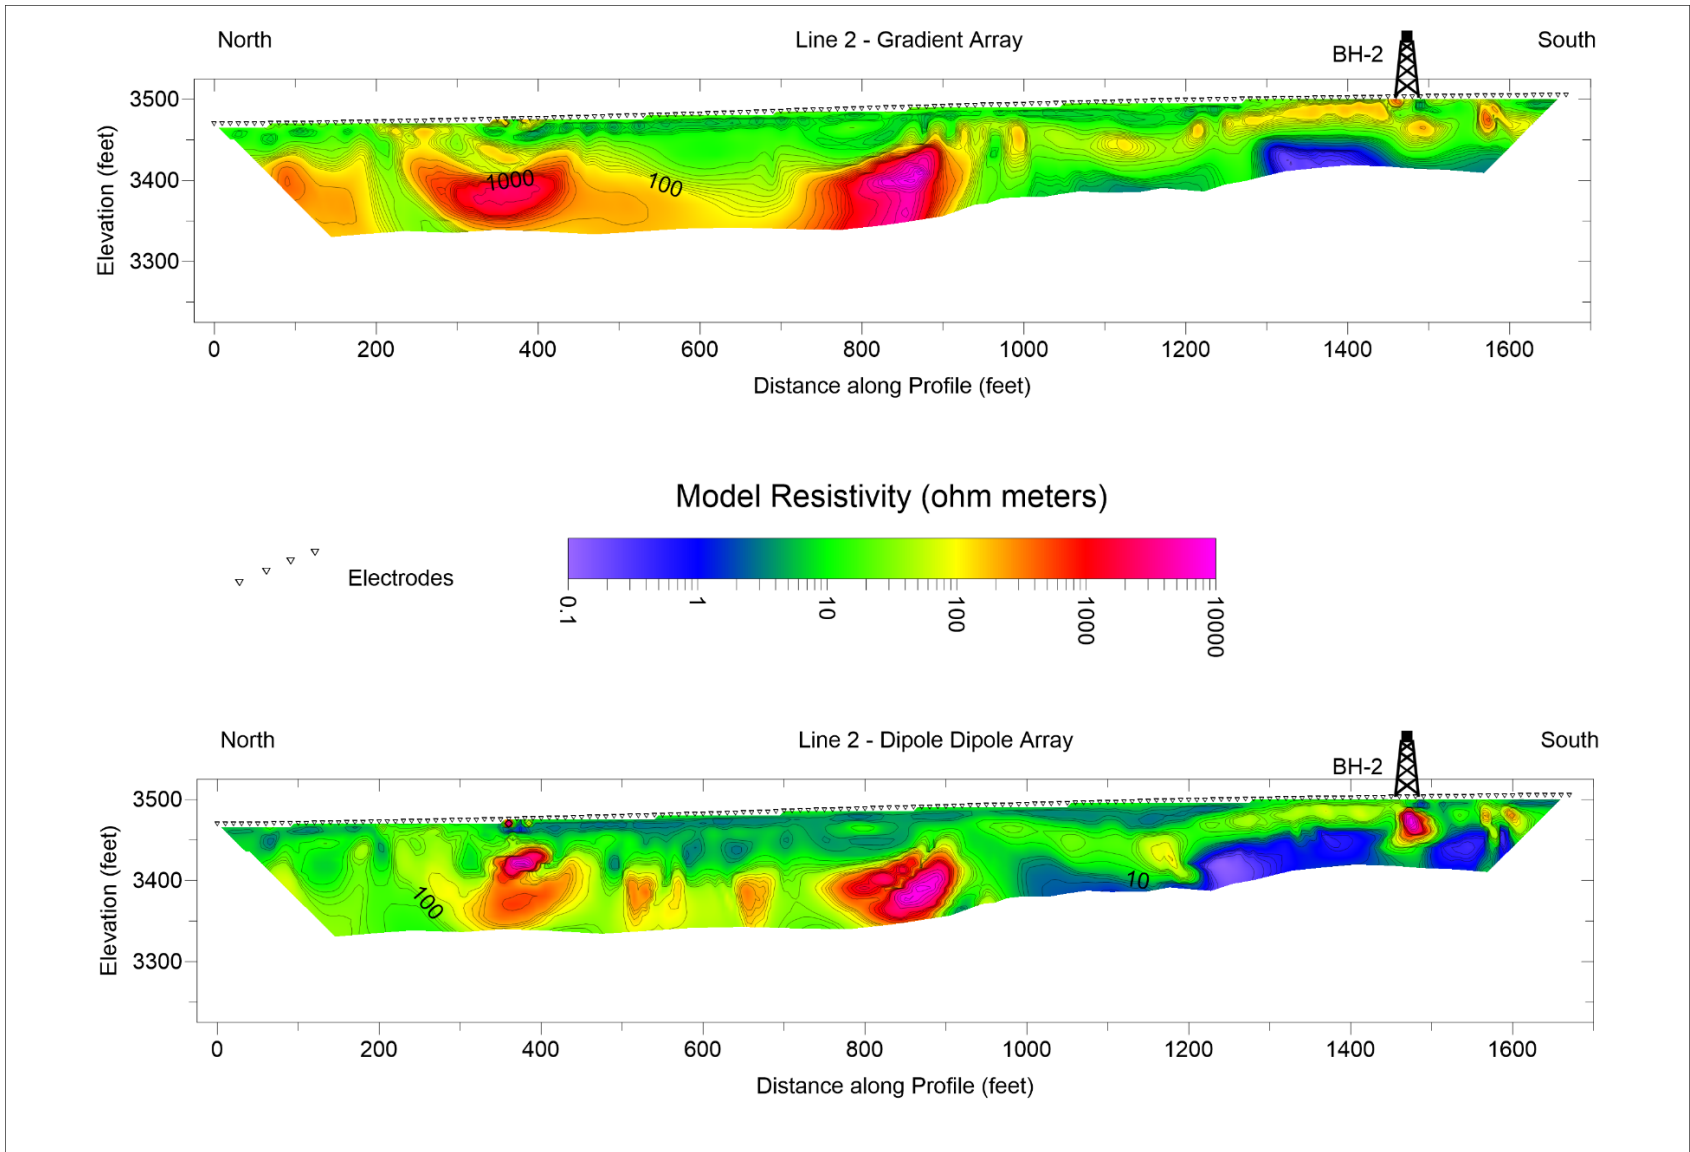 North
Line 2 - Gradient Array
South
BH-2
3500
3400
3300
Elevation (feet)
1000
100
0
200
400
600
800
1000
1200
1400
1600
Distance along Profile (feet)
Model Resistivity (ohm meters)
Electrodes
0.1
1
10
100
1000
10000
North
Line 2 - Dipole Dipole Array
South
BH-2
3500
3400
3300
Elevation (feet)
100
10
0
200
400
600
800
1000
1200
1400
1600
Distance along Profile (feet)